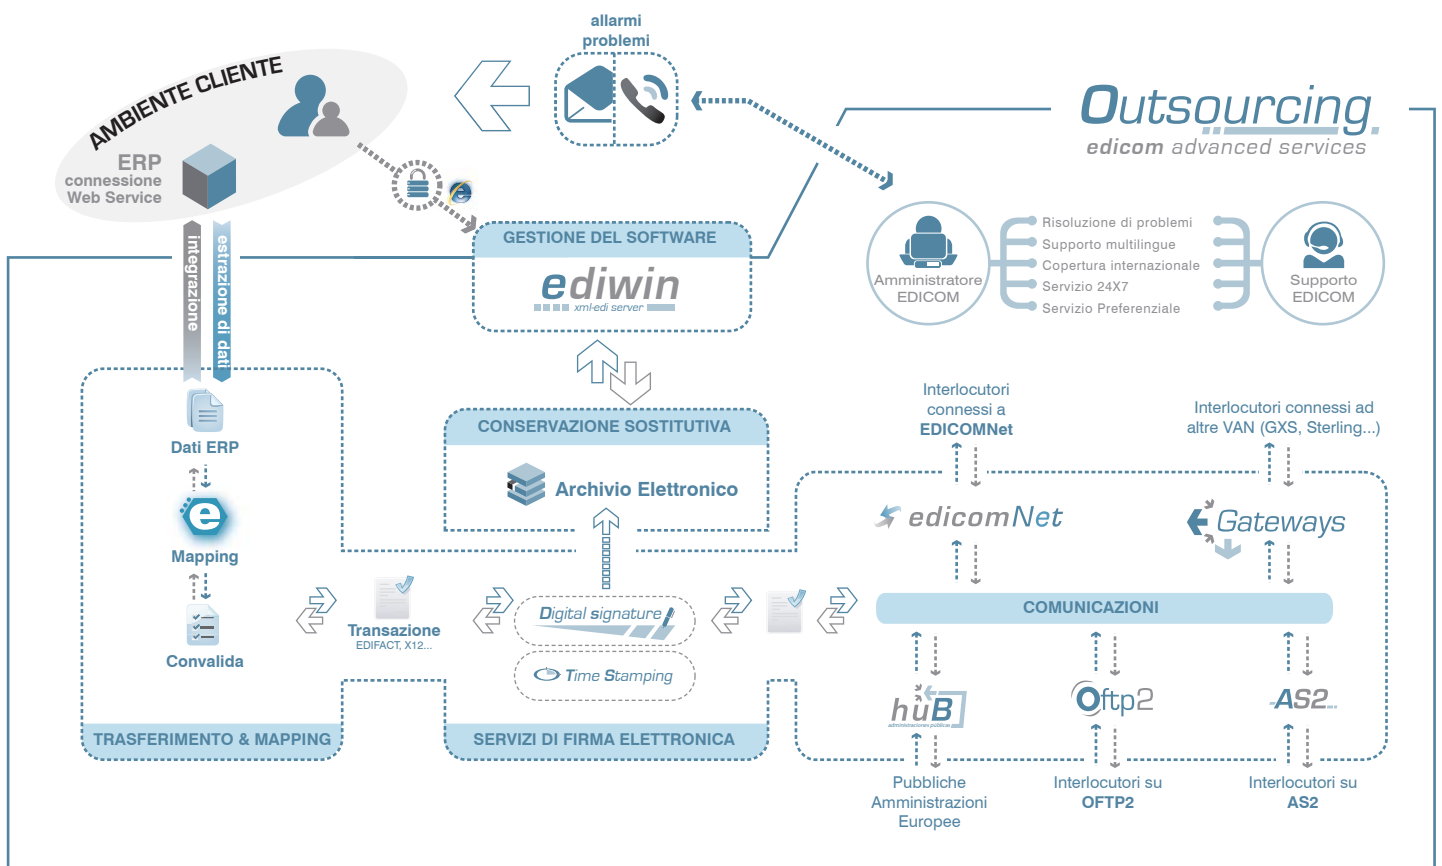 allarmi
problemi
AMBIENTE CLIENTE
ERP
connessione
Web Service
integrazione
estrazione di dati
Outsourcing
edicom advanced services
GESTIONE DEL SOFTWARE
ediwin
xml-edi server
Amministratore
EDICOM
Risoluzione di problemi
Supporto multilingue
Copertura internazionale
Servizio 24X7
Servizio Preferenziale
Supporto
EDICOM
Dati ERP
Mapping
Convalida
TRASFERIMENTO & MAPPING
Transazione
EDIFACT, X12...
CONSERVAZIONE SOSTITUTIVA
Archivio Elettronico
Digital signature
Time Stamping
SERVIZI DI FIRMA ELETTRONICA
Interlocutori
connessi a
EDICOMNet
Interlocutori connessi ad
altre VAN (GXS, Sterling...)
edicomNet
Gateways
COMUNICAZIONI
huB
administraciones públicas
Oftp2
AS2
Pubbliche
Amministrazioni
Europee
Interlocutori su
OFTP2
Interlocutori su
AS2